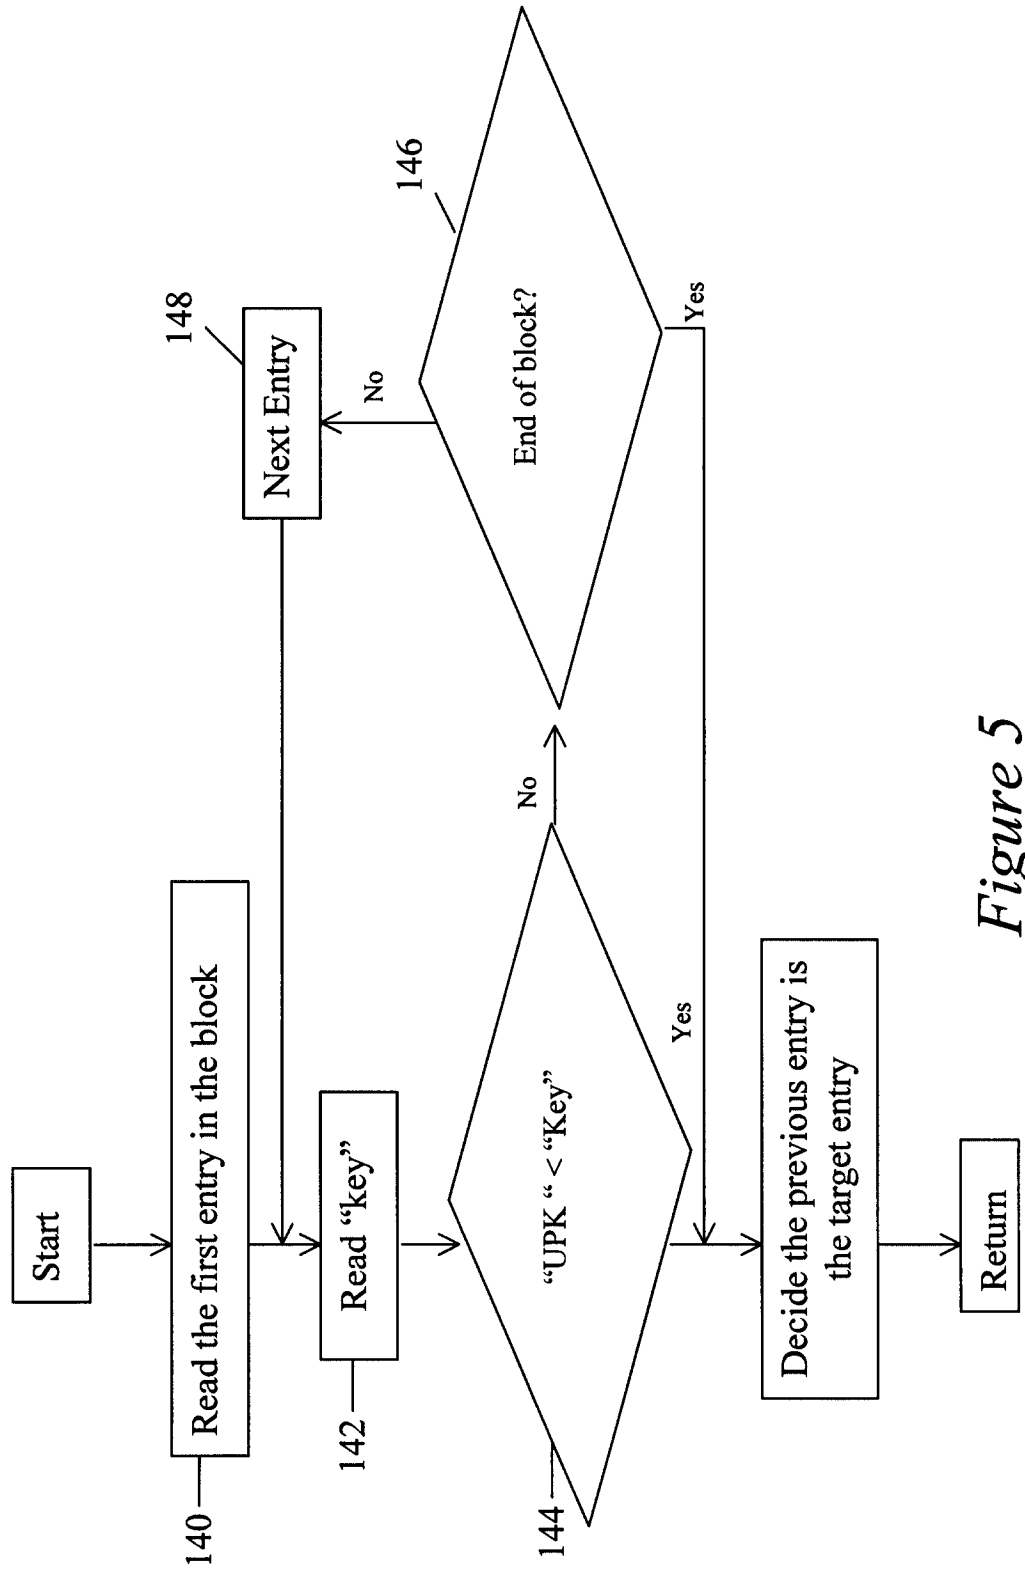 Start
140
Read the first entry in the block
142
Read “key”
148
Next Entry
No
144
“UPK “ < “Key”
No
146
End of block?
Yes
Yes
Decide the previous entry is
the target entry
Return
Figure 5